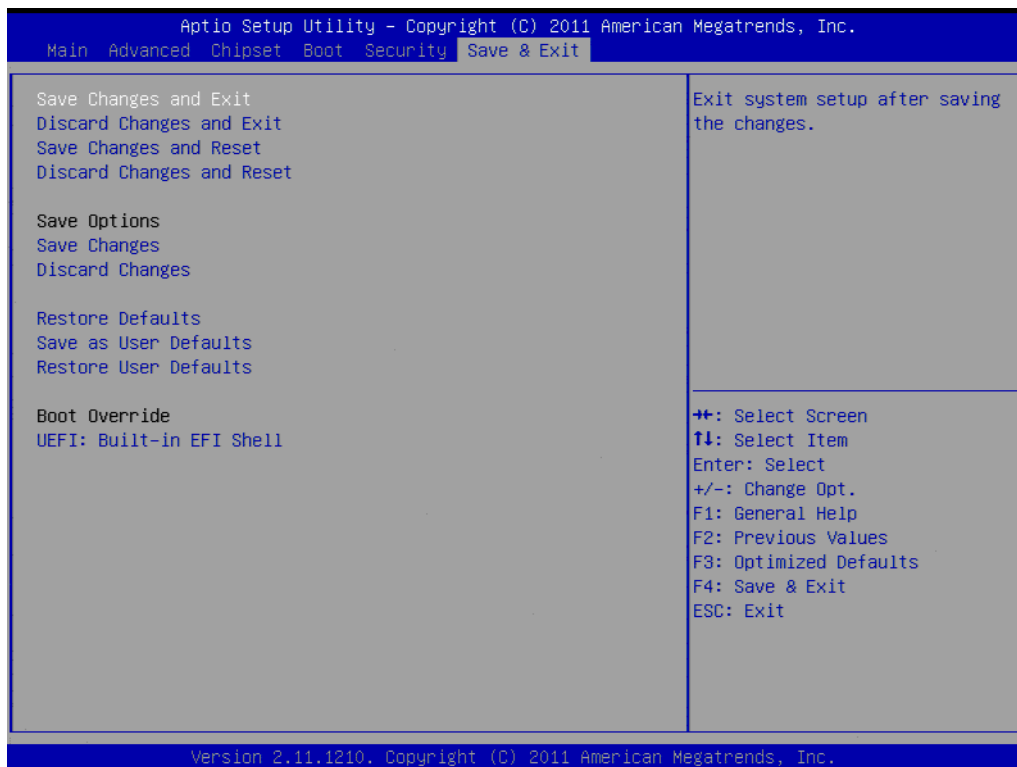 Aptio Setup Utility – Copyright (C) 2011 American Megatrends, Inc.
Main Advanced Chipset Boot Security Save & Exit
Save Changes and Exit
Discard Changes and Exit
Save Changes and Reset
Discard Changes and Reset
Save Options
Save Changes
Discard Changes
Restore Defaults
Save as User Defaults
Restore User Defaults
Boot Override
UEFI: Built-in EFI Shell
Exit system setup after saving
the changes.
→←: Select Screen
↑↓: Select Item
Enter: Select
+/-: Change Opt.
F1: General Help
F2: Previous Values
F3: Optimized Defaults
F4: Save & Exit
ESC: Exit
Version 2.11.1210. Copyright (C) 2011 American Megatrends, Inc.